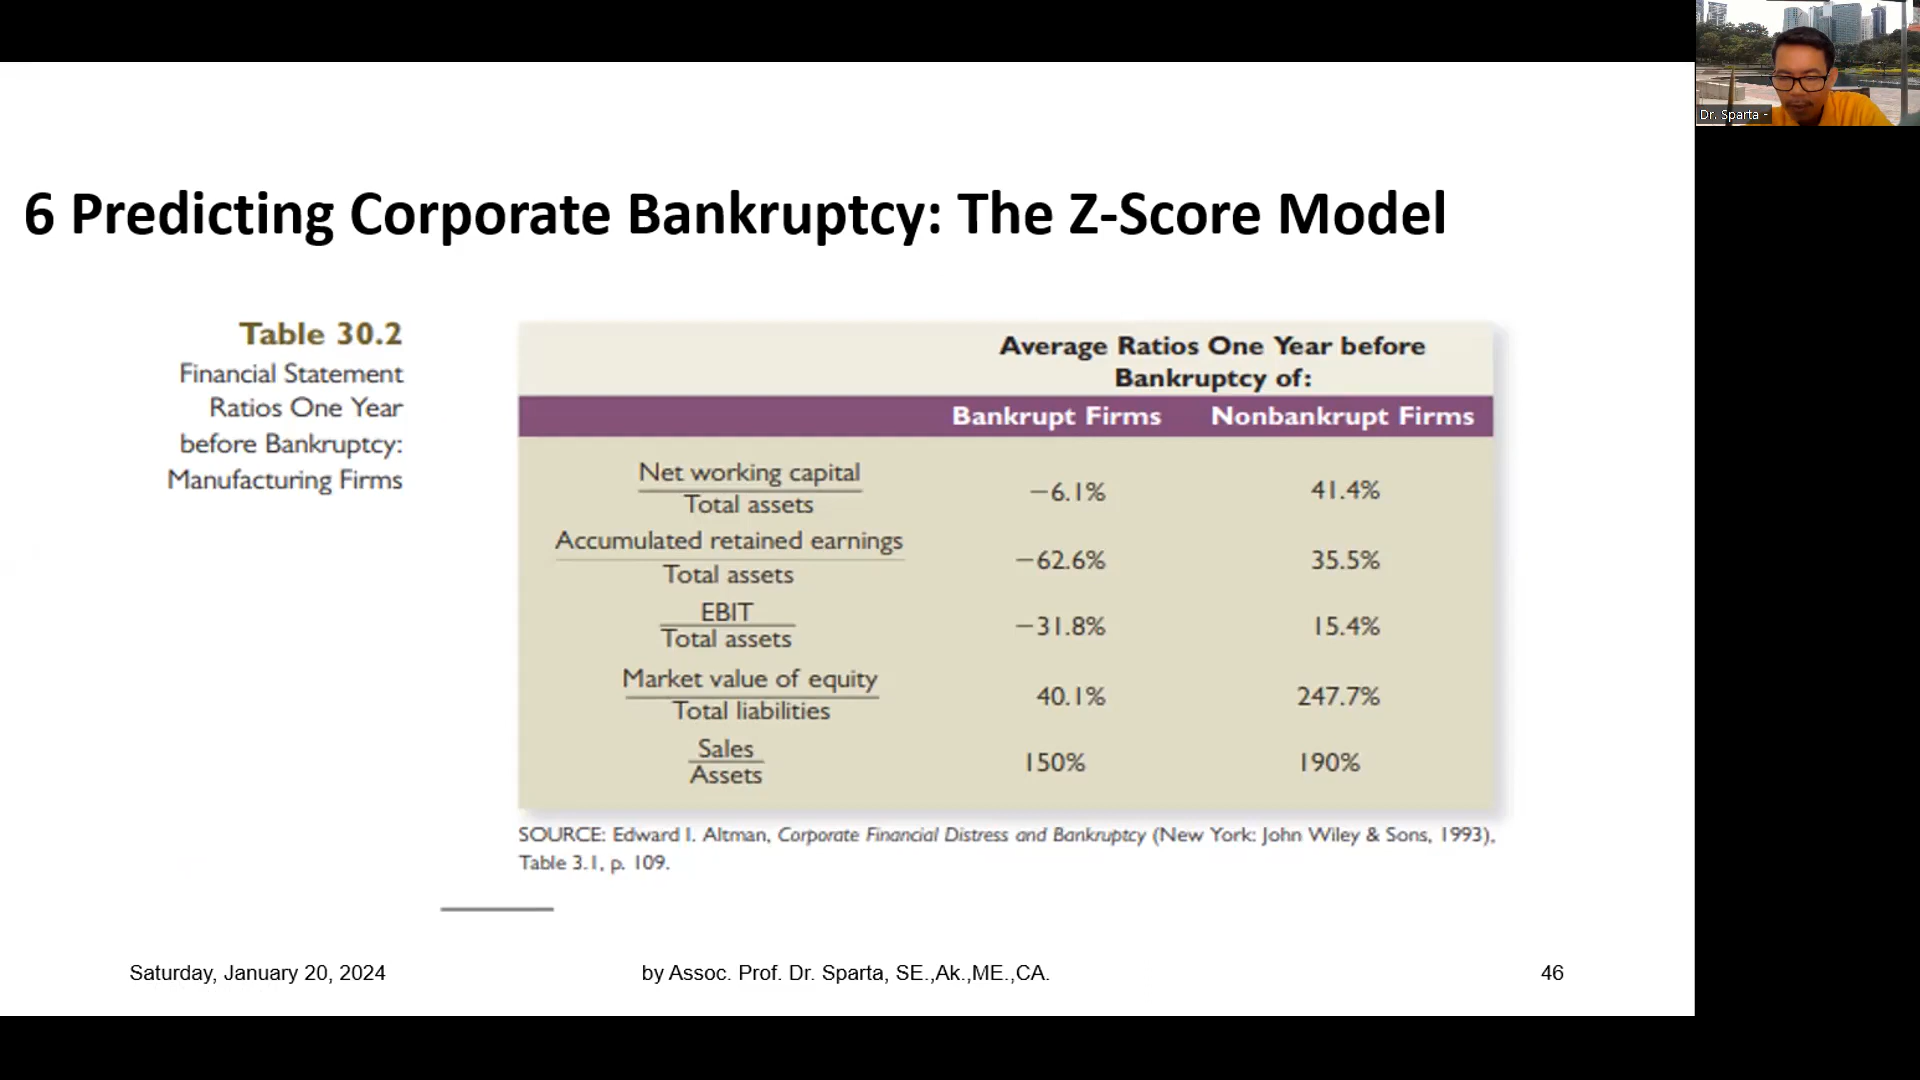 Dr. Sparta -
6 Predicting Corporate Bankruptcy: The Z-Score Model
Table 30.2
Financial Statement
Ratios One Year
before Bankruptcy:
Manufacturing Firms
Average Ratios One Year before
Bankruptcy of:
Bankrupt Firms Nonbankrupt Firms
Net working capital
Total assets
−6.1% 41.4%
Accumulated retained earnings
Total assets
−62.6% 35.5%
EBIT
Total assets
−31.8% 15.4%
Market value of equity
Total liabilities
40.1% 247.7%
Sales
Assets
150% 190%
SOURCE: Edward I. Altman, Corporate Financial Distress and Bankruptcy (New York: John Wiley & Sons, 1993),
Table 3.1, p. 109.
Saturday, January 20, 2024
by Assoc. Prof. Dr. Sparta, SE.,Ak.,ME.,CA.
46